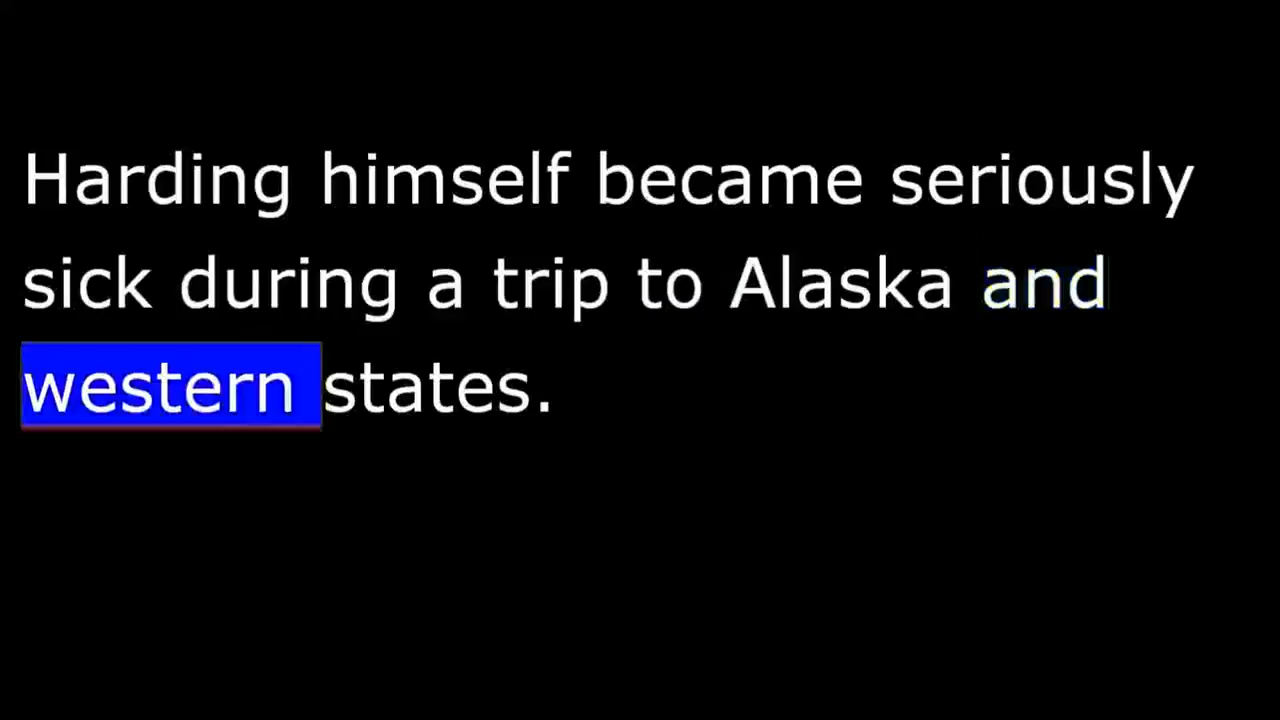 Harding himself became seriously
sick during a trip to Alaska and
western states.